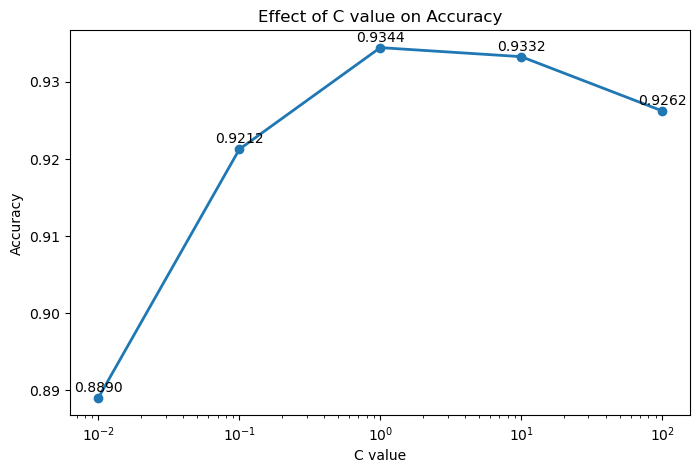 Effect of C value on Accuracy
0.9344
0.9332
0.9262
0.9212
0.8890
0.93
0.92
0.91
0.90
0.89
Accuracy
10⁻² 10⁻¹ 10⁰ 10¹ 10²
C value